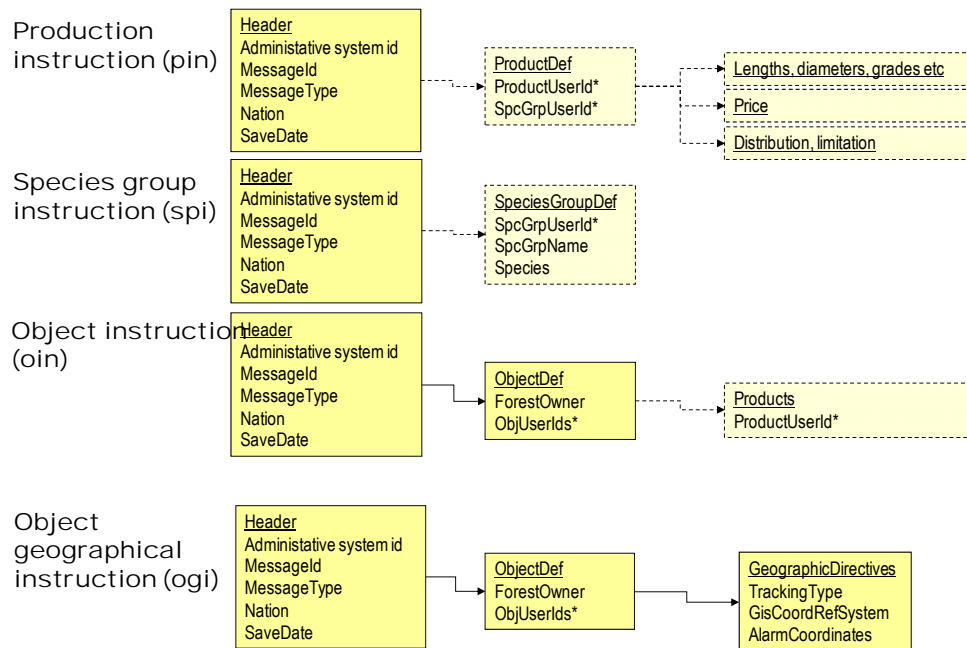 Production
instruction (pin)
Header
Administative system id
MessageId
MessageType
Nation
SaveDate
ProductDef
ProductUserId*
SpcGrpUserId*
Lengths, diameters, grades etc
Price
Distribution, limitation
Species group
instruction (spi)
Header
Administative system id
MessageId
MessageType
Nation
SaveDate
SpeciesGroupDef
SpcGrpUserId*
SpcGrpName
Species
Object instruction
(oin)
Header
Administative system id
MessageId
MessageType
Nation
SaveDate
ObjectDef
ForestOwner
ObjUserIds*
Products
ProductUserId*
Object
geographical
instruction (ogi)
Header
Administative system id
MessageId
MessageType
Nation
SaveDate
ObjectDef
ForestOwner
ObjUserIds*
GeographicDirectives
TrackingType
GisCoordRefSystem
AlarmCoordinates